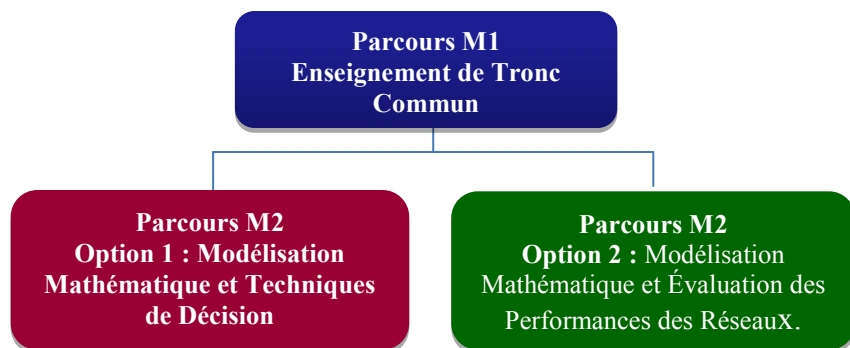 Parcours M1
Enseignement de Tronc
Commun
Parcours M2
Option 1 : Modélisation
Mathématique et Techniques
de Décision
Parcours M2
Option 2 : Modélisation
Mathématique et Évaluation des
Performances des Réseaux.